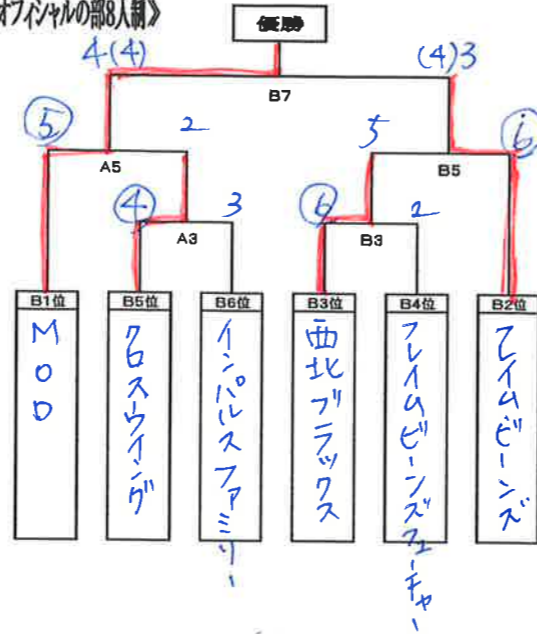 オフィシャルの部8人制》
優勝
4(4) (4)3
B7
5 2 5 6
A5 B5
4 3 6 2
A3 B3
B1位 B5位 B6位 B3位 B4位 B2位
MOD
クロスウイング
インパルスファミリー
西北ブラックス
フレイムビーンズフューチャー
フレイムビーンズ